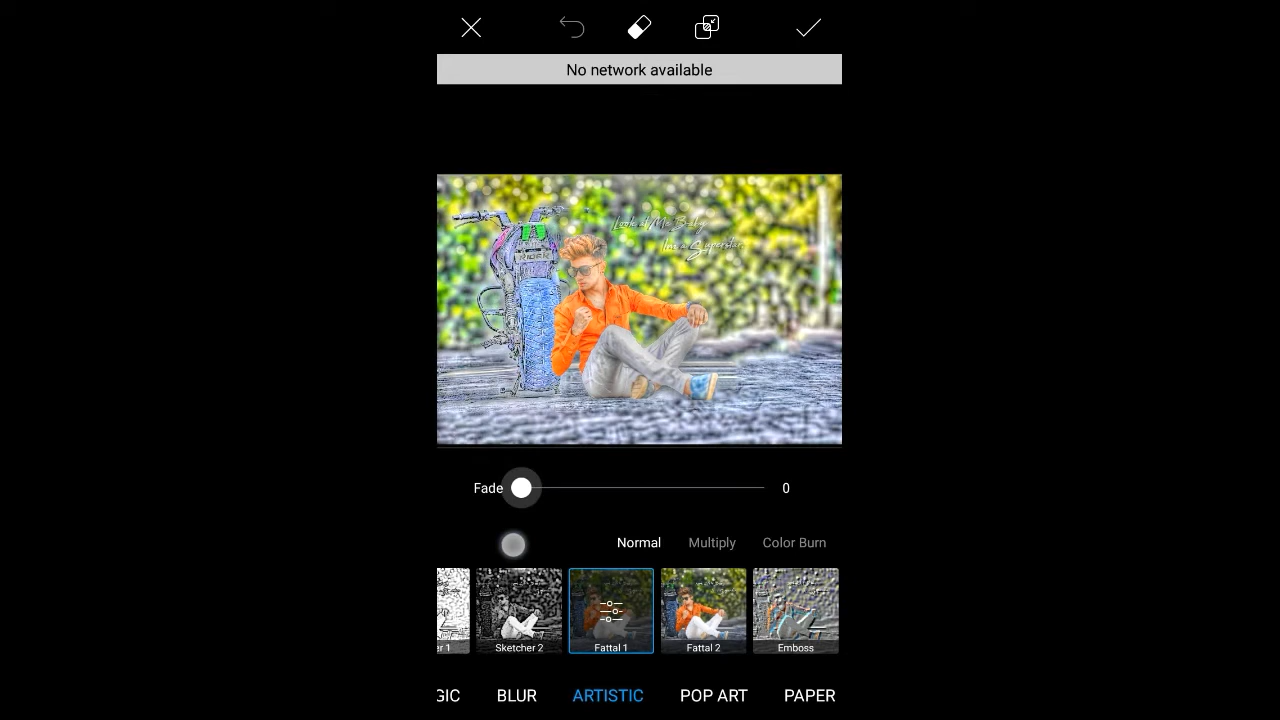 No network available
Look at Me Baby
I'm a Superstar.
RIDER
Fade 0
Normal Multiply Color Burn
er 1 Sketcher 2 Fattal 1 Fattal 2 Emboss
GIC BLUR ARTISTIC POP ART PAPER